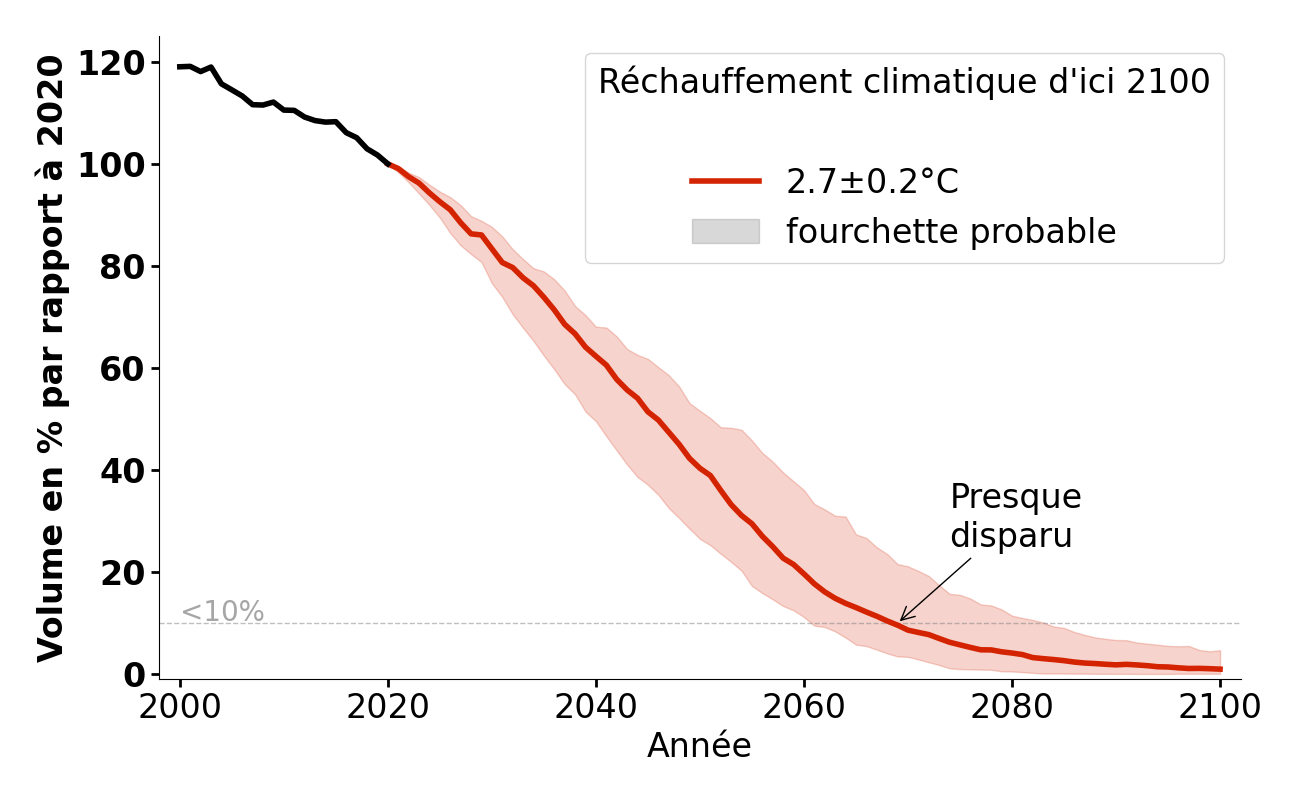 Volume en % par rapport à 2020
120
100
80
60
40
20
0
Réchauffement climatique d'ici 2100
2.7±0.2°C
fourchette probable
Presque
disparu
<10%
2000 2020 2040 2060 2080 2100
Année